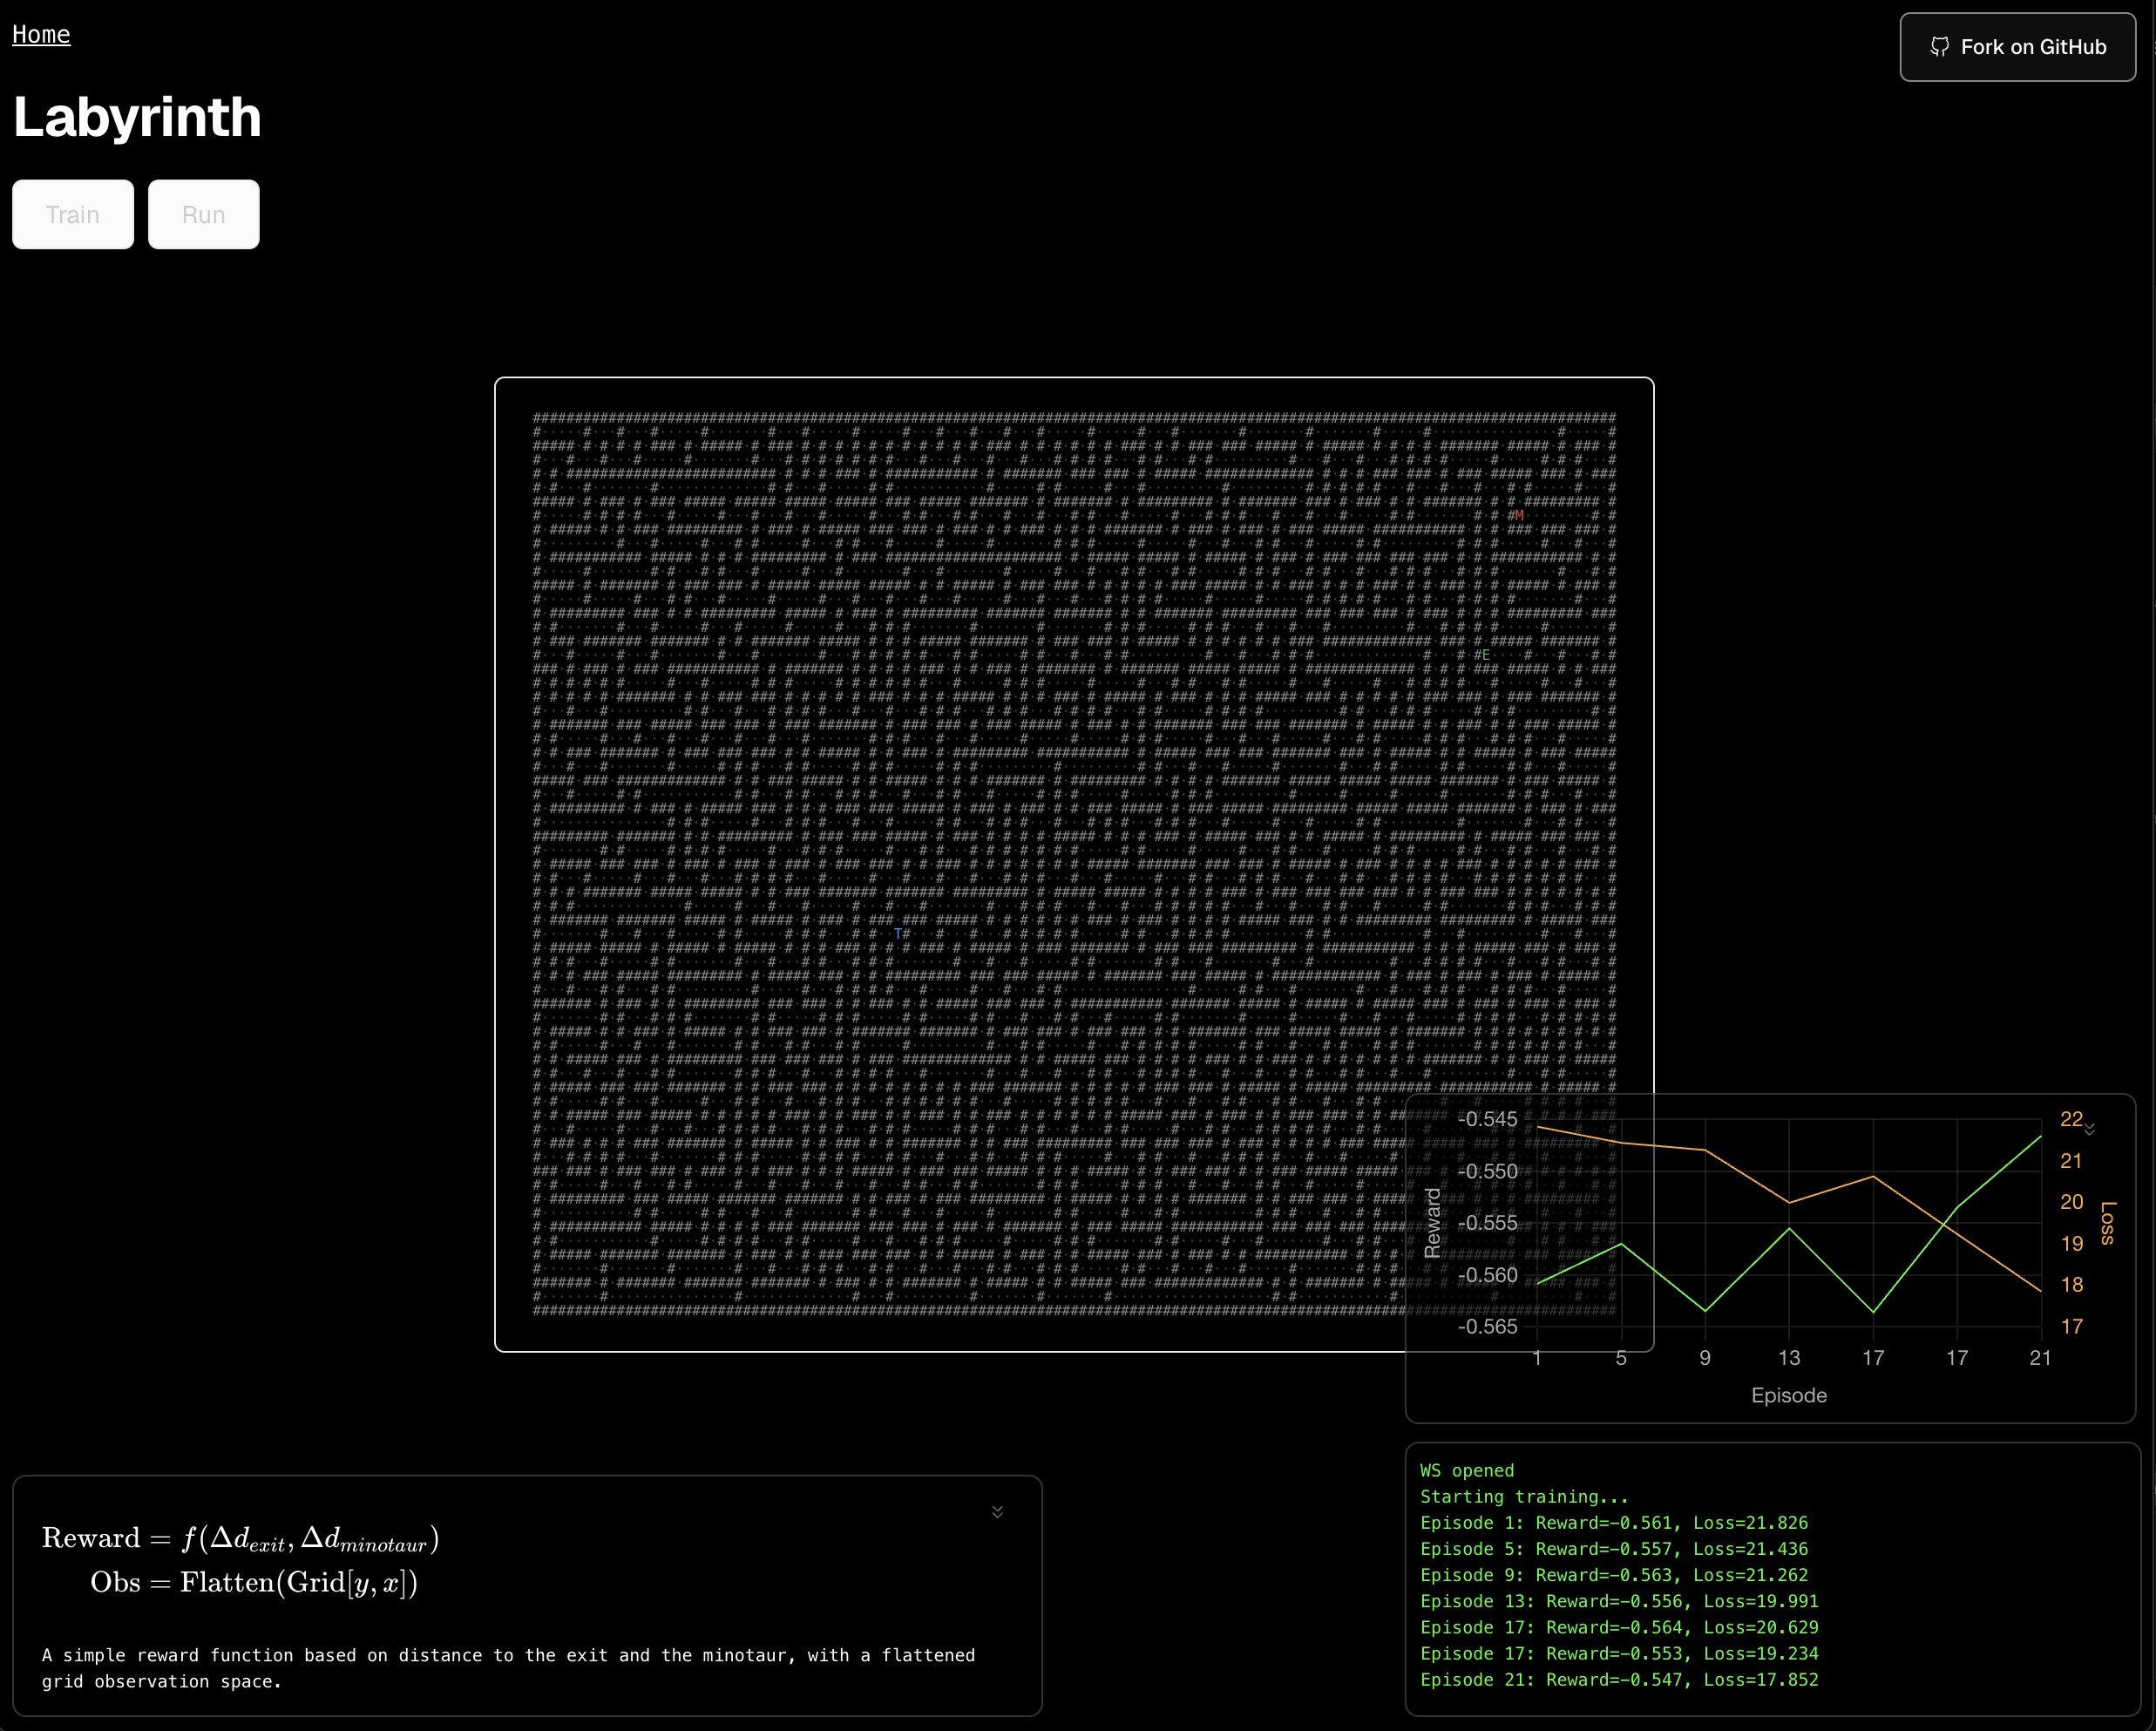 Home
Fork on GitHub
Labyrinth
Train
Run
M
E
T
-0.545
-0.550
-0.555
-0.560
-0.565
Reward
22
21
20
19
18
17
Loss
1 5 9 13 17 17 21
Episode
Reward = f(Δd_exit, Δd_minotaur)
Obs = Flatten(Grid[y, x])
A simple reward function based on distance to the exit and the minotaur, with a flattened
grid observation space.
WS opened
Starting training...
Episode 1: Reward=-0.561, Loss=21.826
Episode 5: Reward=-0.557, Loss=21.436
Episode 9: Reward=-0.563, Loss=21.262
Episode 13: Reward=-0.556, Loss=19.991
Episode 17: Reward=-0.564, Loss=20.629
Episode 17: Reward=-0.553, Loss=19.234
Episode 21: Reward=-0.547, Loss=17.852